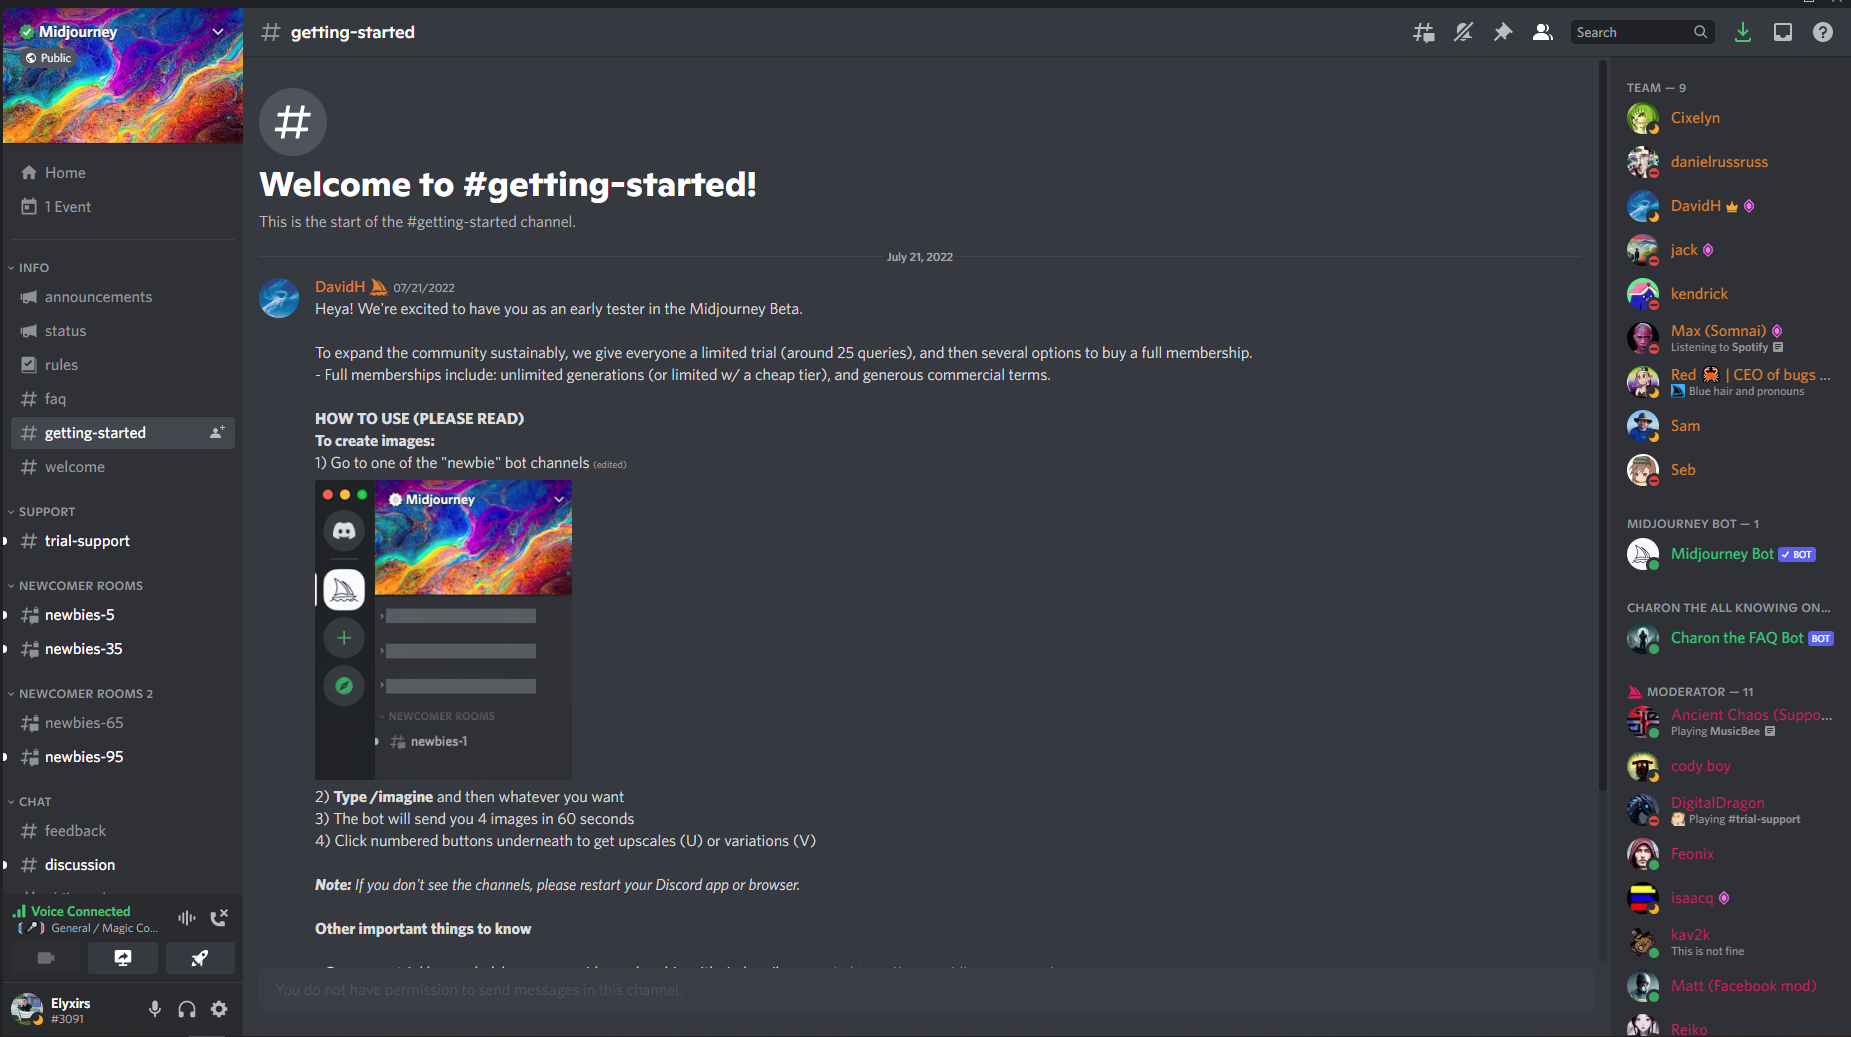 Midjourney
Public
Home
1 Event
INFO
announcements
status
rules
faq
getting-started
welcome
SUPPORT
trial-support
NEWCOMER ROOMS
newbies-5
newbies-35
NEWCOMER ROOMS 2
newbies-65
newbies-95
CHAT
feedback
discussion
Voice Connected
General / Magic Co...
Elyxirs
#3091
getting-started
Search
Welcome to #getting-started!
This is the start of the #getting-started channel.
July 21, 2022
DavidH 07/21/2022
Heya! We're excited to have you as an early tester in the Midjourney Beta.
To expand the community sustainably, we give everyone a limited trial (around 25 queries), and then several options to buy a full membership.
- Full memberships include: unlimited generations (or limited w/ a cheap tier), and generous commercial terms.
HOW TO USE (PLEASE READ)
To create images:
1) Go to one of the "newbie" bot channels (edited)
Midjourney
NEWCOMER ROOMS
newbies-1
2) Type /imagine and then whatever you want
3) The bot will send you 4 images in 60 seconds
4) Click numbered buttons underneath to get upscales (U) or variations (V)
Note: If you don't see the channels, please restart your Discord app or browser.
Other important things to know
You do not have permission to send messages in this channel.
TEAM — 9
Cixelyn
danielrussruss
DavidH
jack
kendrick
Max (Somnai)
Listening to Spotify
Red | CEO of bugs ...
Blue hair and pronouns
Sam
Seb
MIDJOURNEY BOT — 1
Midjourney Bot BOT
CHARON THE ALL KNOWING ON...
Charon the FAQ Bot BOT
MODERATOR — 11
Ancient Chaos (Suppo...
Playing MusicBee
cody boy
DigitalDragon
Playing #trial-support
Feonix
isaacq
kav2k
This is not fine
Matt (Facebook mod)
Reiko